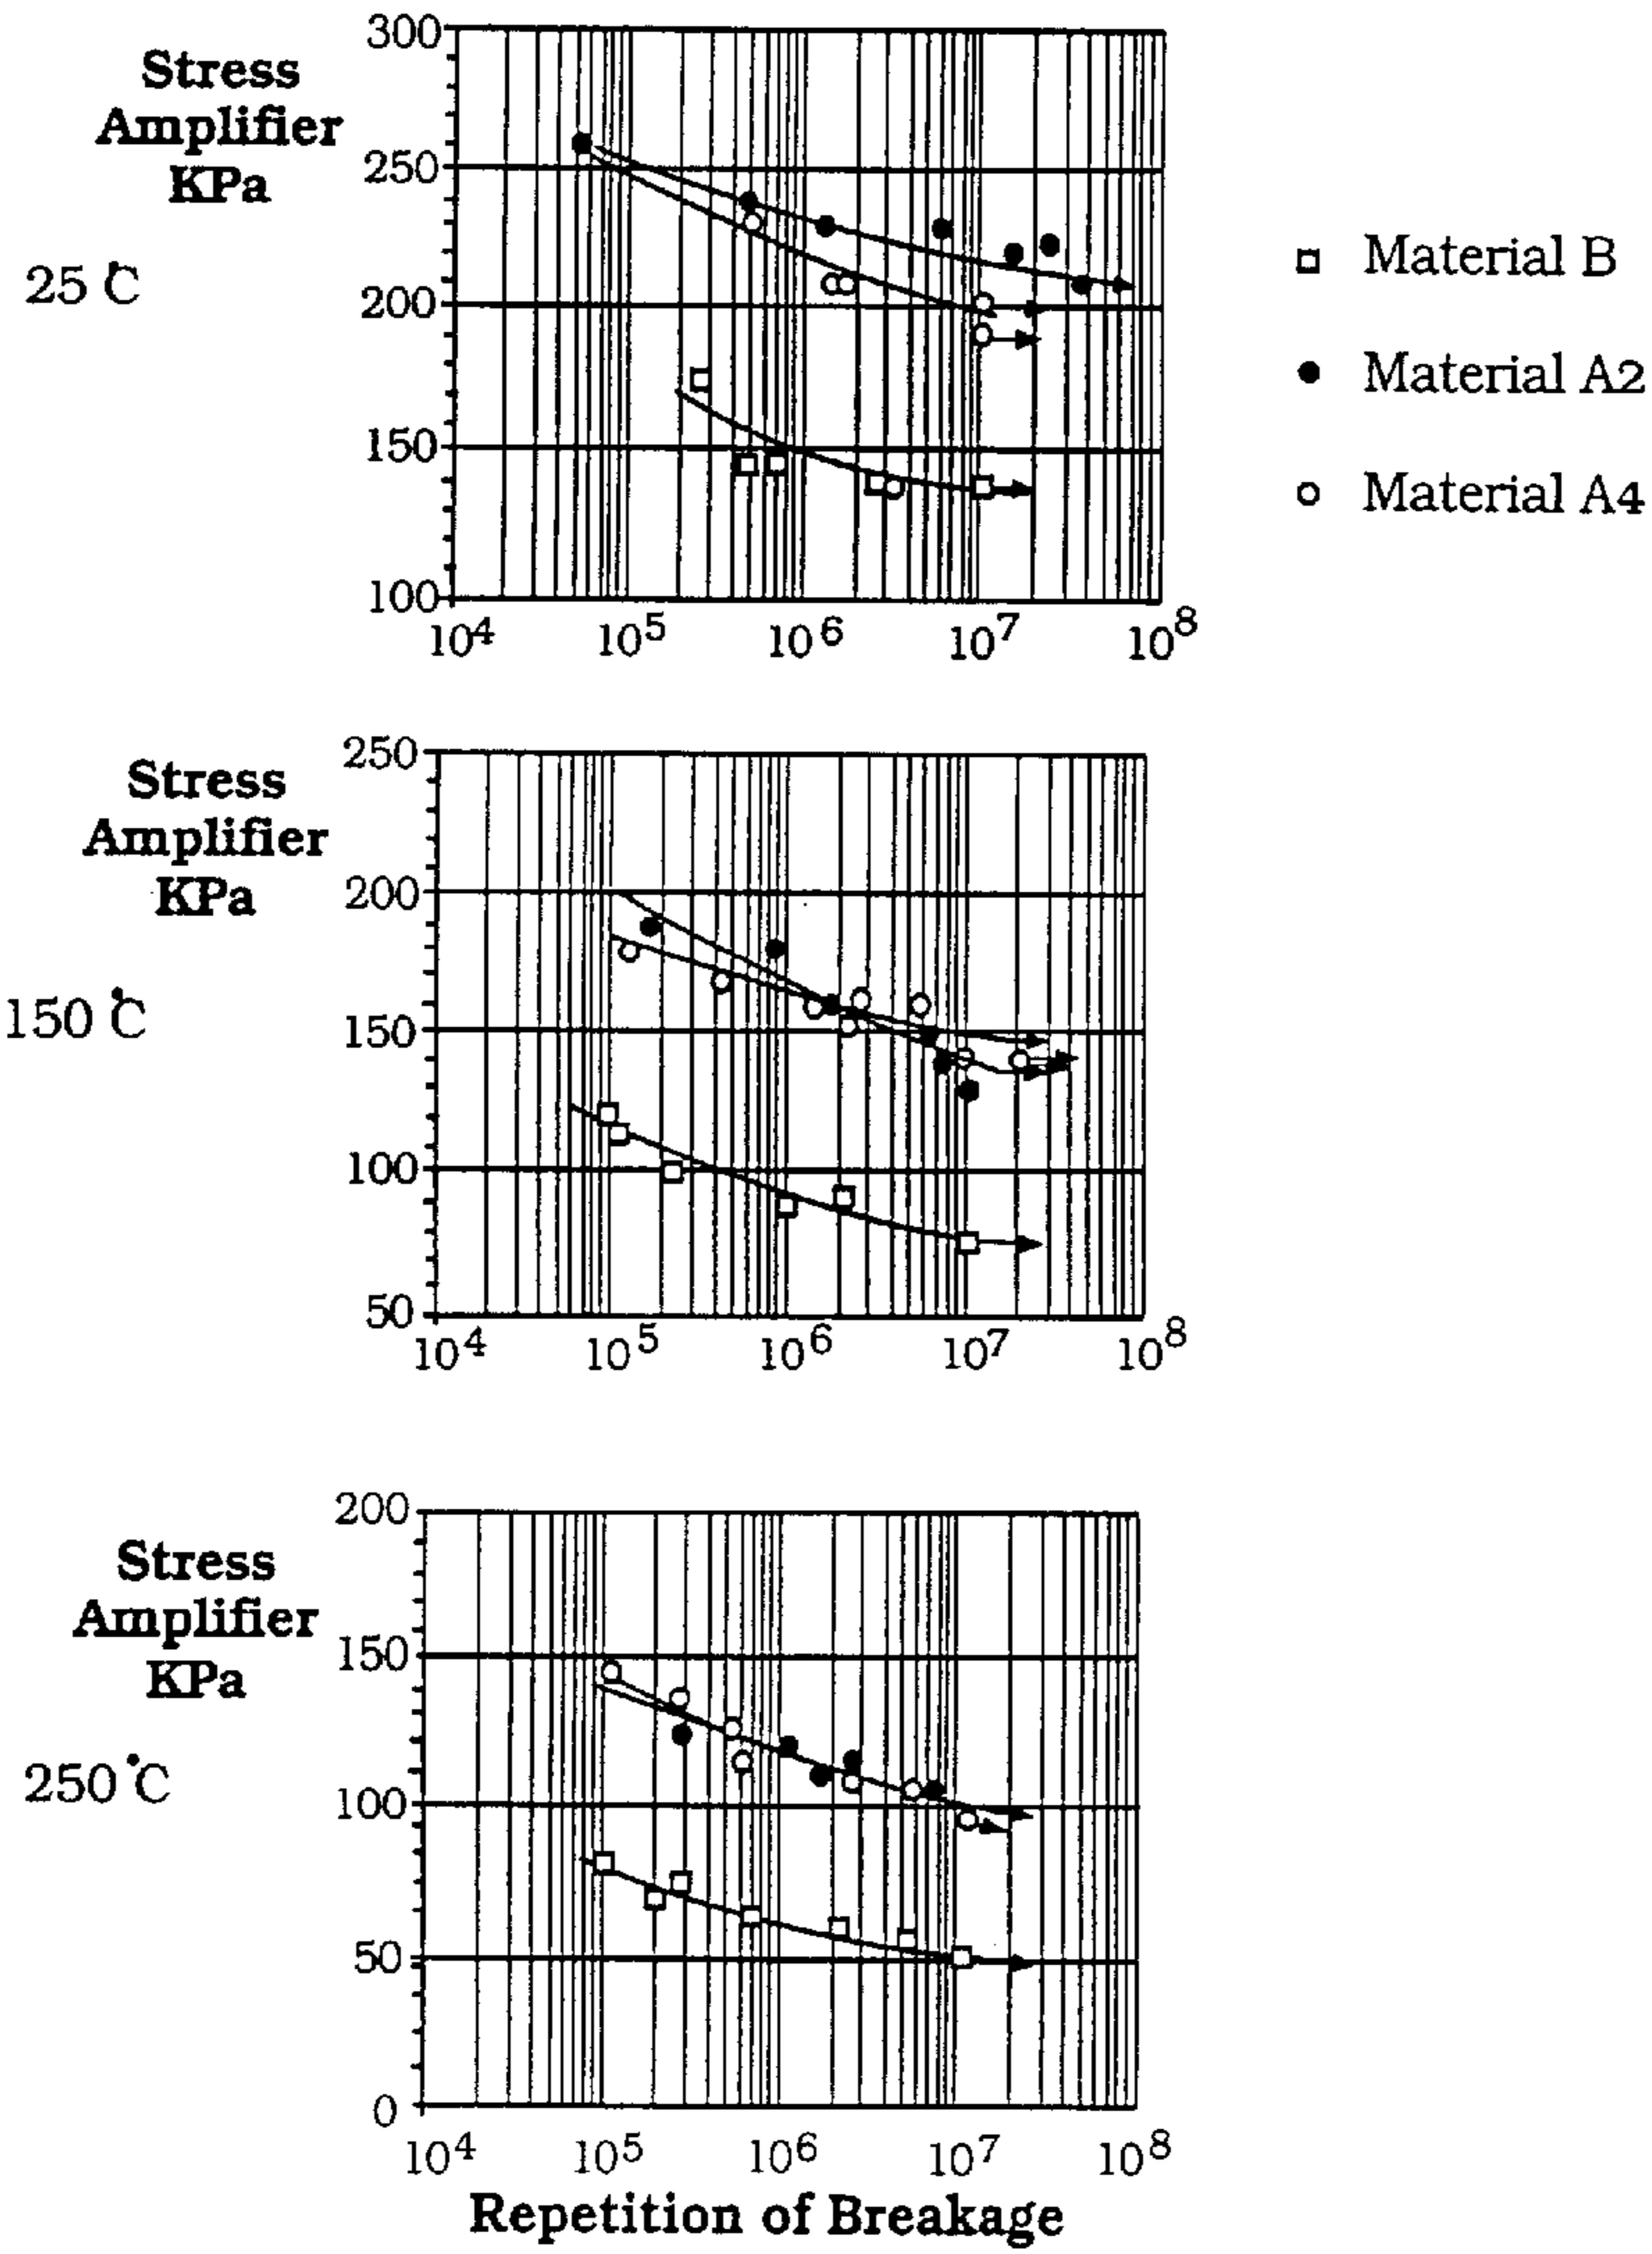 Stress
Amplifier
KPa
25 °C
300
250
200
150
100
10⁴ 10⁵ 10⁶ 10⁷ 10⁸
Material B
Material A2
Material A4
Stress
Amplifier
KPa
150 °C
250
200
150
100
50
10⁴ 10⁵ 10⁶ 10⁷ 10⁸
Stress
Amplifier
KPa
250 °C
200
150
100
50
0
10⁴ 10⁵ 10⁶ 10⁷ 10⁸
Repetition of Breakage